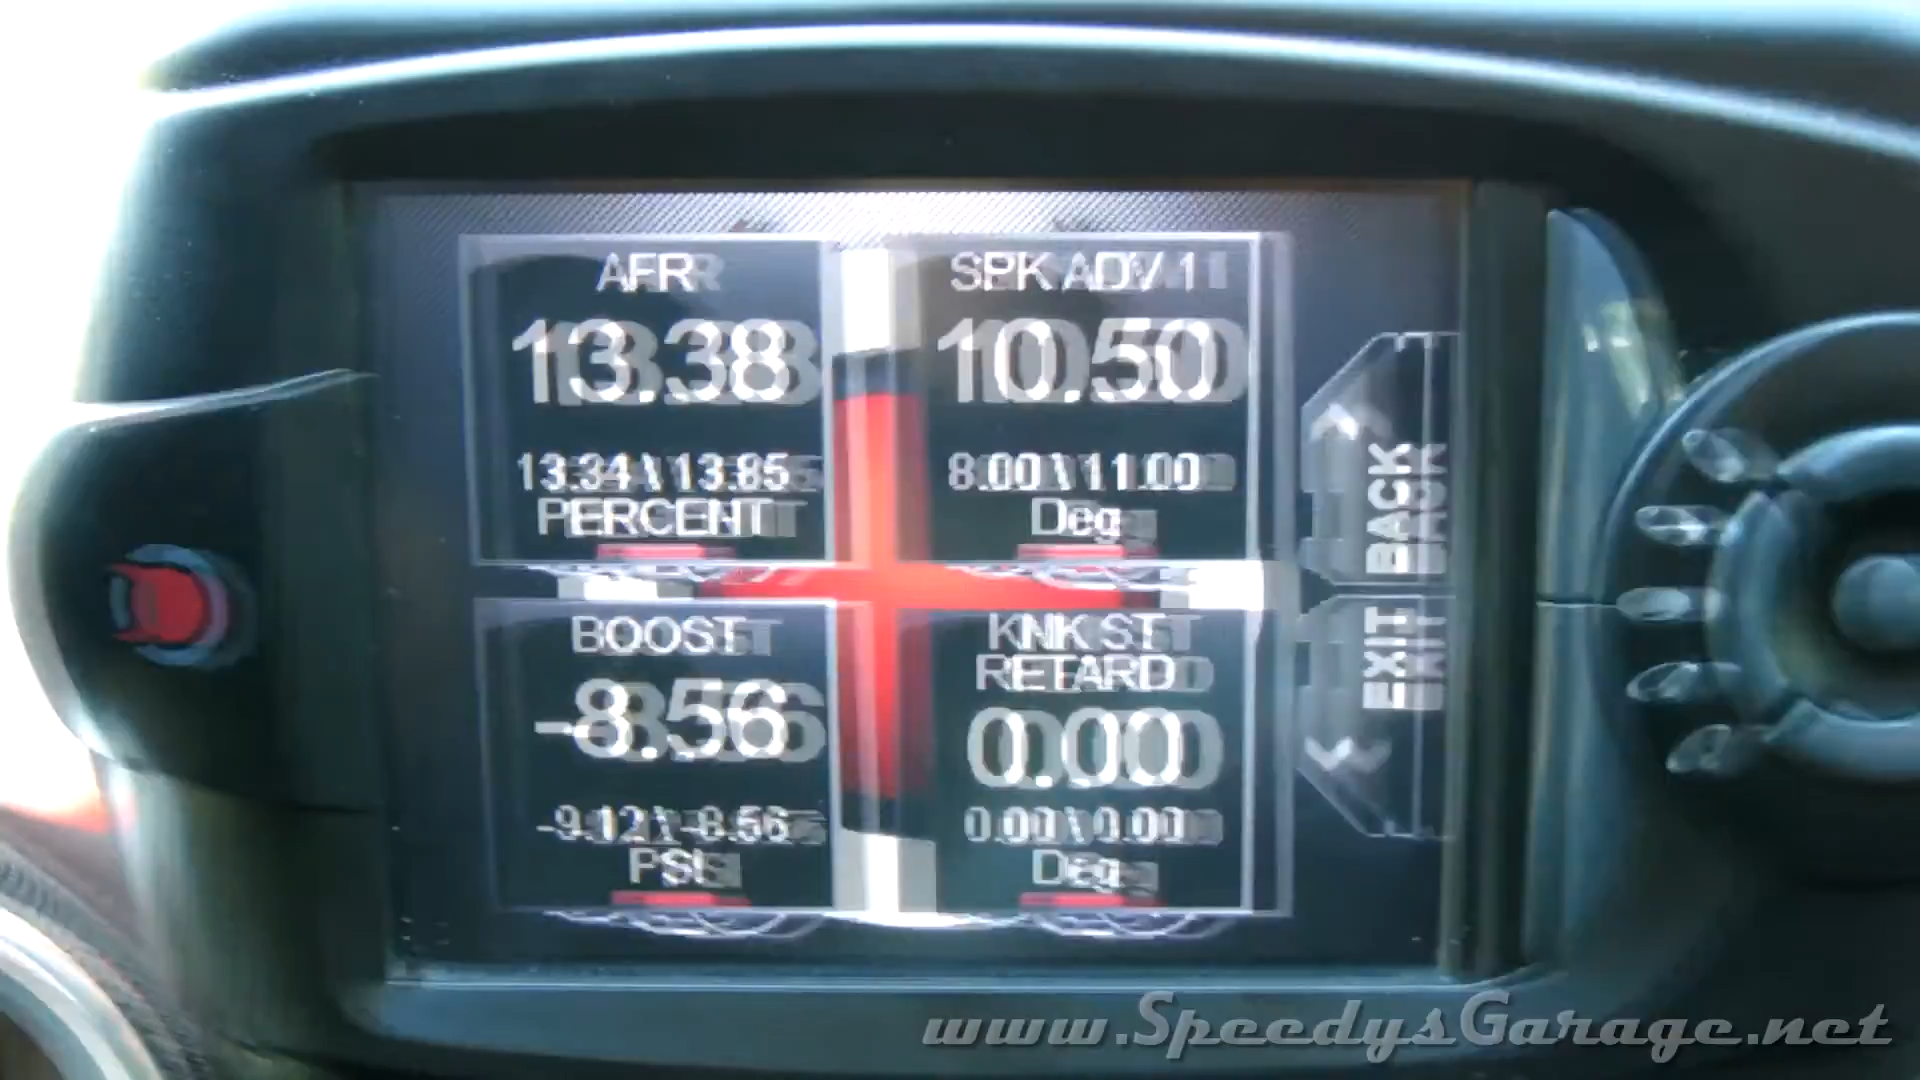 AFR
13.38
13.34 \ 13.85
PERCENT
SPK ADV 1
10.50
8.00 \ 11.00
Deg
BACK
BOOST
-8.56
-9.12 \ -8.56
PSI
KNK ST
RETARD
0.00
0.00 \ 0.00
Deg
EXIT
www.SpeedysGarage.net